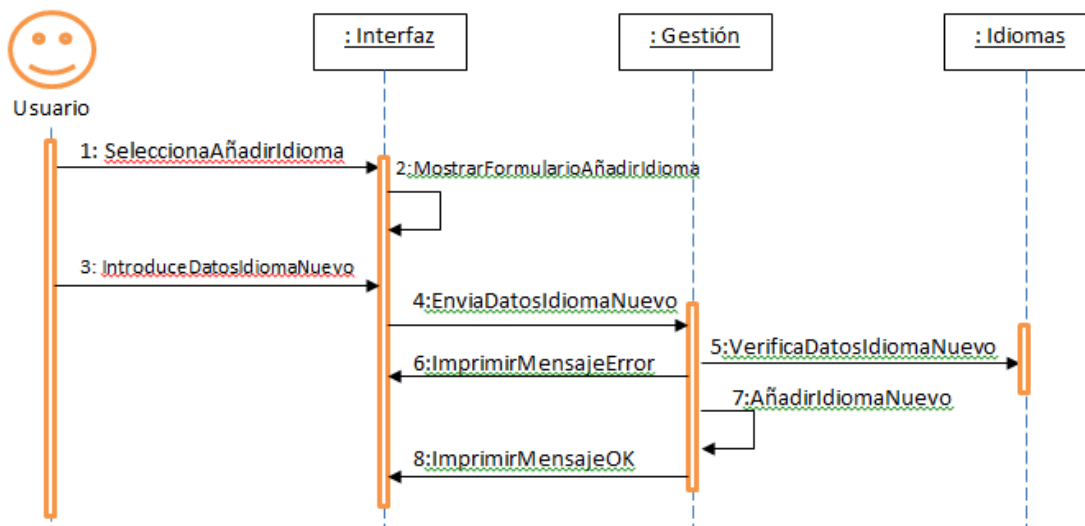 : Interfaz
: Gestión
: Idiomas
Usuario
1: SeleccionaAñadirIdioma
2:MostrarFormularioAñadirIdioma
3: IntroduceDatosIdiomaNuevo
4:EnviaDatosIdiomaNuevo
5:VerificaDatosIdiomaNuevo
6:ImprimirMensajeError
7:AñadirIdiomaNuevo
8:ImprimirMensajeOK